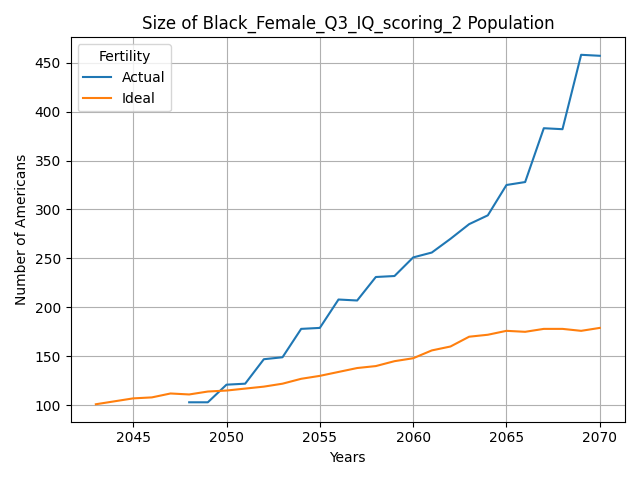 Size of Black_Female_Q3_IQ_scoring_2 Population
Fertility
Actual
Ideal
Number of Americans
450
400
350
300
250
200
150
100
2045 2050 2055 2060 2065 2070
Years